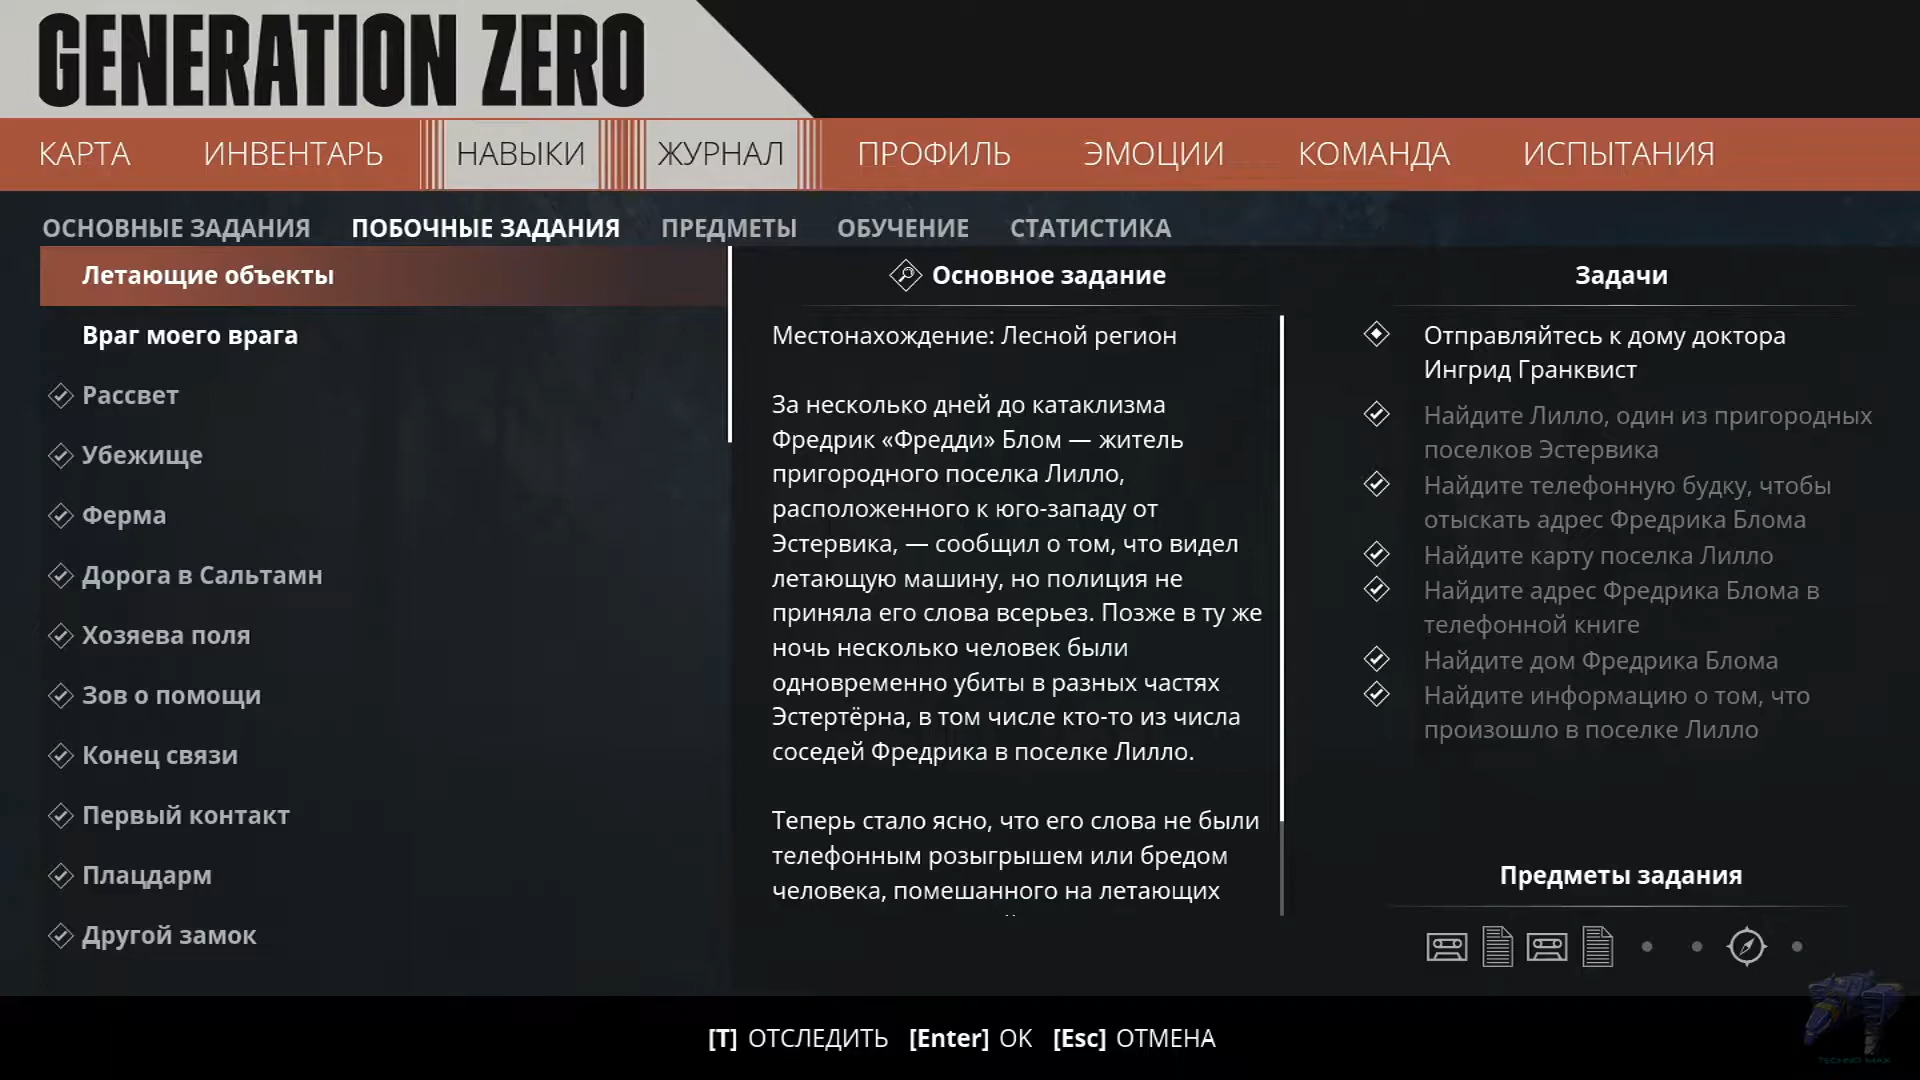 GENERATION ZERO
КАРТА
ИНВЕНТАРЬ
НАВЫКИ
ЖУРНАЛ
ПРОФИЛЬ
ЭМОЦИИ
КОМАНДА
ИСПЫТАНИЯ
ОСНОВНЫЕ ЗАДАНИЯ
ПОБОЧНЫЕ ЗАДАНИЯ
ПРЕДМЕТЫ
ОБУЧЕНИЕ
СТАТИСТИКА
Летающие объекты
Враг моего врага
Рассвет
Убежище
Ферма
Дорога в Сальтамн
Хозяева поля
Зов о помощи
Конец связи
Первый контакт
Плацдарм
Другой замок
Основное задание
Местонахождение: Лесной регион
За несколько дней до катаклизма
Фредрик «Фредди» Блом — житель
пригородного поселка Лилло,
расположенного к юго-западу от
Эстервика, — сообщил о том, что видел
летающую машину, но полиция не
приняла его слова всерьез. Позже в ту же
ночь несколько человек были
одновременно убиты в разных частях
Эстертёрна, в том числе кто-то из числа
соседей Фредрика в поселке Лилло.
Теперь стало ясно, что его слова не были
телефонным розыгрышем или бредом
человека, помешанного на летающих
Задачи
Отправляйтесь к дому доктора
Ингрид Гранквист
Найдите Лилло, один из пригородных
поселков Эстервика
Найдите телефонную будку, чтобы
отыскать адрес Фредрика Блома
Найдите карту поселка Лилло
Найдите адрес Фредрика Блома в
телефонной книге
Найдите дом Фредрика Блома
Найдите информацию о том, что
произошло в поселке Лилло
Предметы задания
[T] ОТСЛЕДИТЬ [Enter] OK [Esc] ОТМЕНА
TECHNO MAX